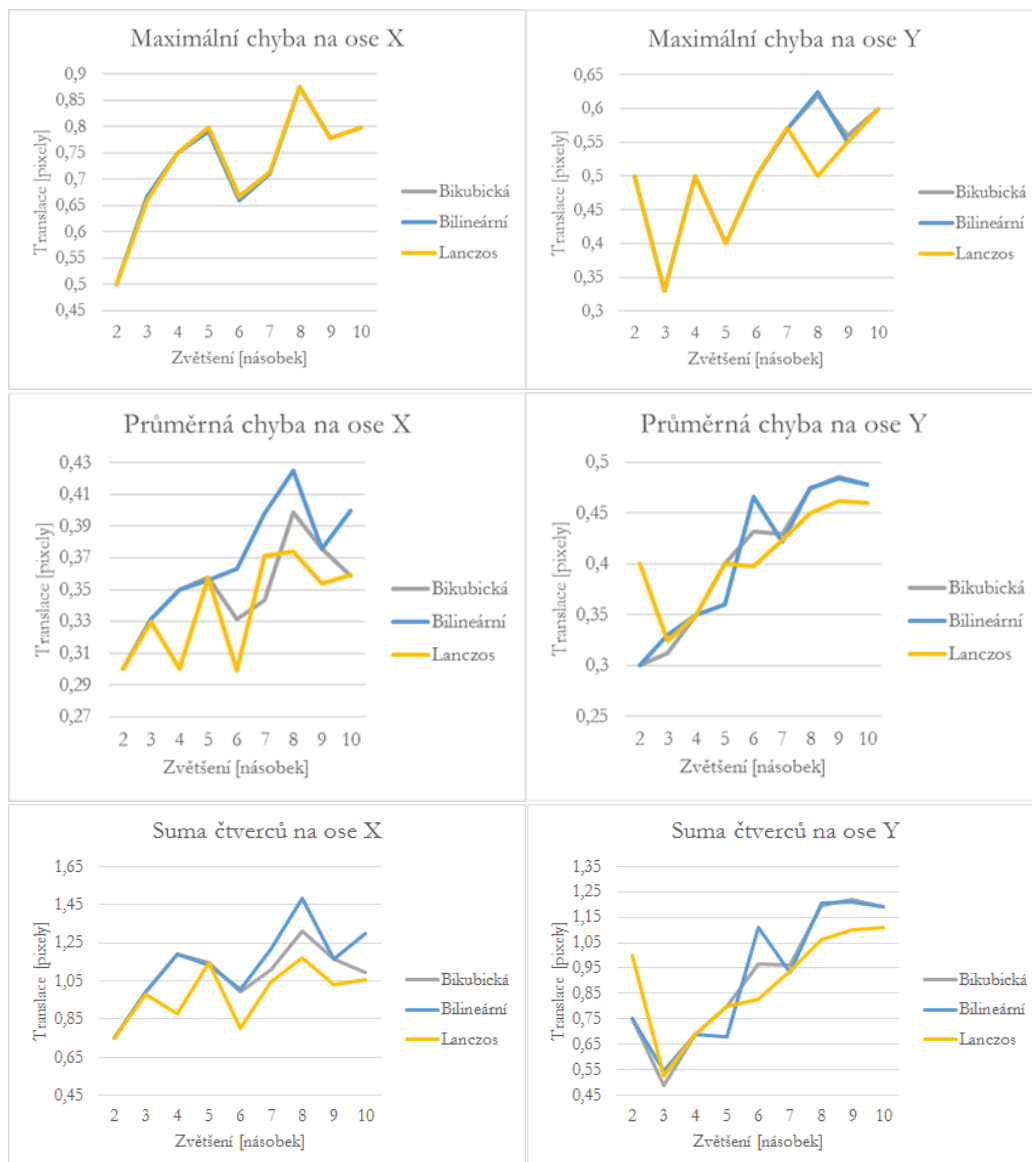 Maximální chyba na ose X
0,9
0,85
0,8
0,75
0,7
0,65
0,6
0,55
0,5
0,45
Translace [pixely]
2 3 4 5 6 7 8 9 10
Zvětšení [násobek]
Bikubická
Bilineární
Lanczos
Maximální chyba na ose Y
0,65
0,6
0,55
0,5
0,45
0,4
0,35
0,3
Translace [pixely]
2 3 4 5 6 7 8 9 10
Zvětšení [násobek]
Bikubická
Bilineární
Lanczos
Průměrná chyba na ose X
0,43
0,41
0,39
0,37
0,35
0,33
0,31
0,29
0,27
Translace [pixely]
2 3 4 5 6 7 8 9 10
Zvětšení [násobek]
Bikubická
Bilineární
Lanczos
Průměrná chyba na ose Y
0,5
0,45
0,4
0,35
0,3
0,25
Translace [pixely]
2 3 4 5 6 7 8 9 10
Zvětšení [násobek]
Bikubická
Bilineární
Lanczos
Suma čtverců na ose X
1,65
1,45
1,25
1,05
0,85
0,65
0,45
Translace [pixely]
2 3 4 5 6 7 8 9 10
Zvětšení [násobek]
Bikubická
Bilineární
Lanczos
Suma čtverců na ose Y
1,35
1,25
1,15
1,05
0,95
0,85
0,75
0,65
0,55
0,45
Translace [pixely]
2 3 4 5 6 7 8 9 10
Zvětšení [násobek]
Bikubická
Bilineární
Lanczos